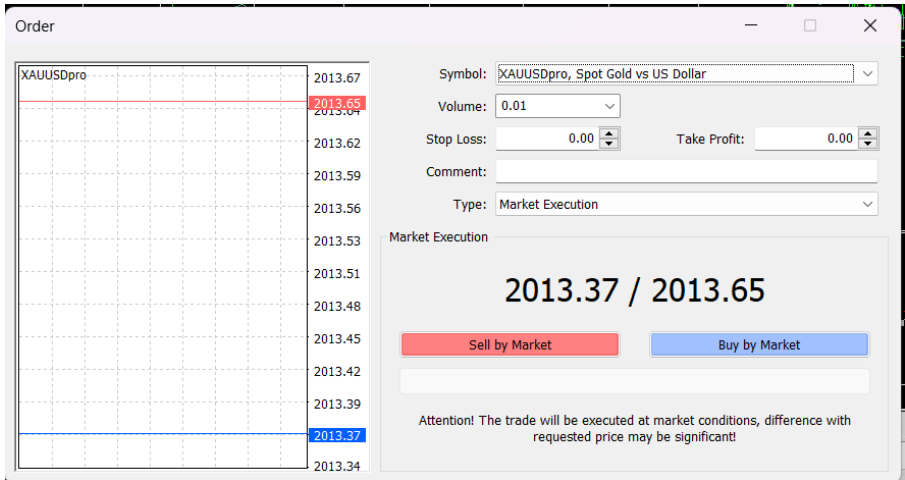 Order
XAUUSDpro
2013.67
2013.65
2013.64
2013.62
2013.59
2013.56
2013.53
2013.51
2013.48
2013.45
2013.42
2013.39
2013.37
2013.34
Symbol: XAUUSDpro, Spot Gold vs US Dollar
Volume: 0.01
Stop Loss: 0.00 Take Profit: 0.00
Comment:
Type: Market Execution
Market Execution
2013.37 / 2013.65
Sell by Market Buy by Market
Attention! The trade will be executed at market conditions, difference with
requested price may be significant!